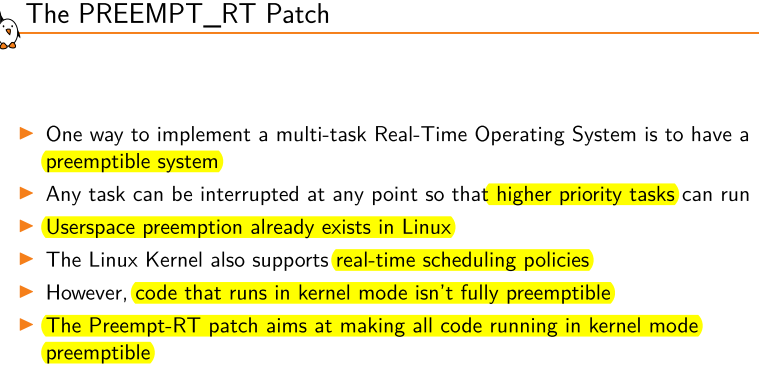 The PREEMPT_RT Patch
One way to implement a multi-task Real-Time Operating System is to have a
preemptible system
Any task can be interrupted at any point so that higher priority tasks can run
Userspace preemption already exists in Linux
The Linux Kernel also supports real-time scheduling policies
However, code that runs in kernel mode isn't fully preemptible
The Preempt-RT patch aims at making all code running in kernel mode
preemptible